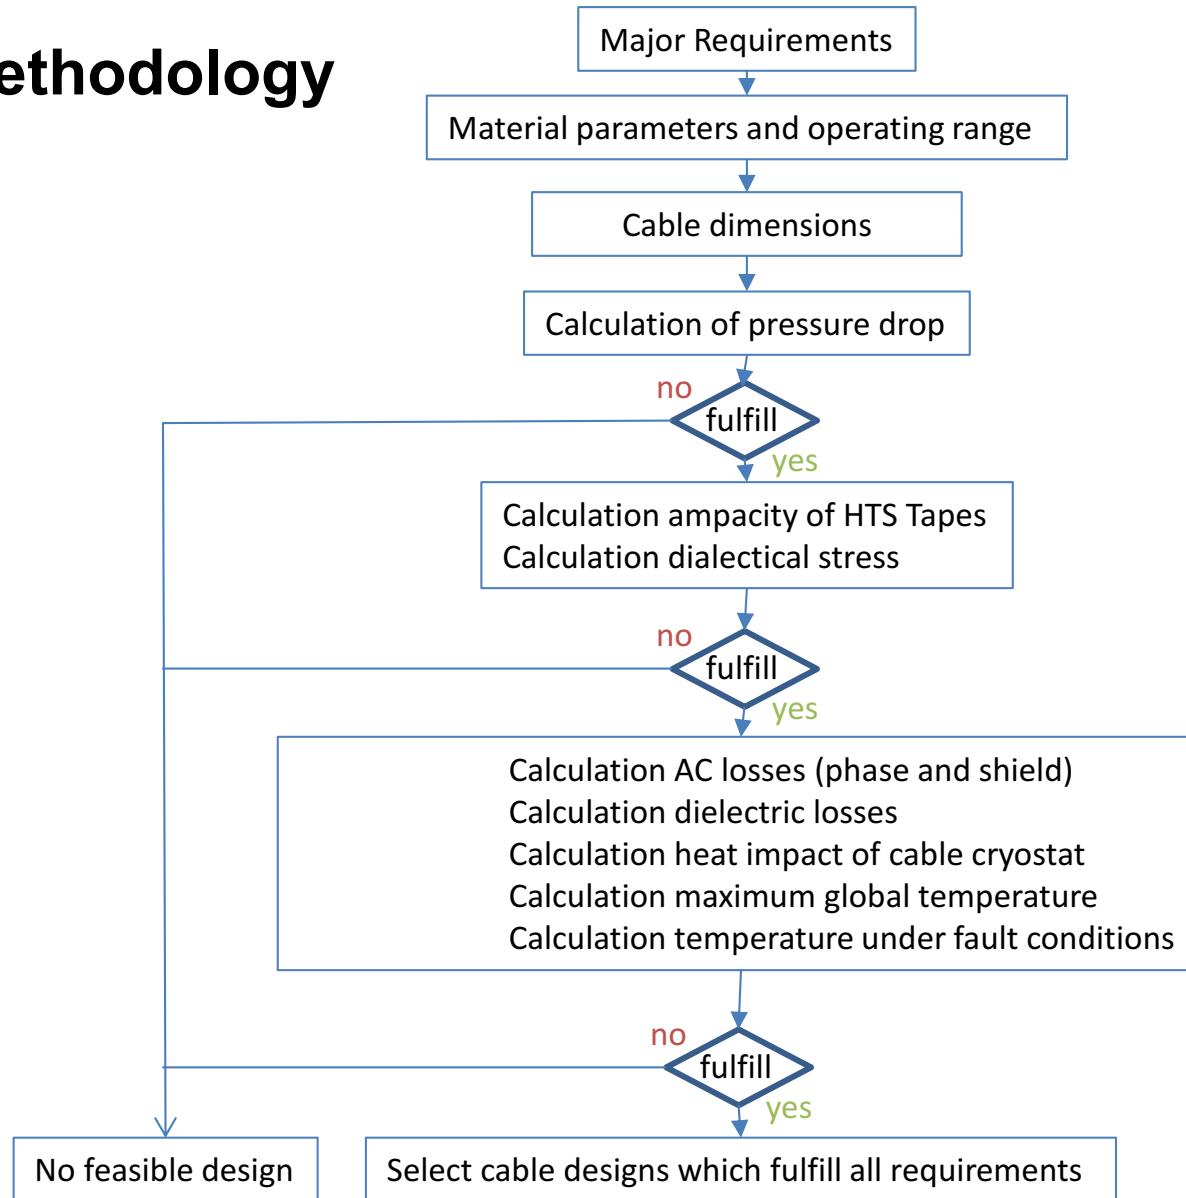 ethodology
Major Requirements
Material parameters and operating range
Cable dimensions
Calculation of pressure drop
no
fulfill
yes
Calculation ampacity of HTS Tapes
Calculation dialectical stress
no
fulfill
yes
Calculation AC losses (phase and shield)
Calculation dielectric losses
Calculation heat impact of cable cryostat
Calculation maximum global temperature
Calculation temperature under fault conditions
no
fulfill
yes
No feasible design
Select cable designs which fulfill all requirements